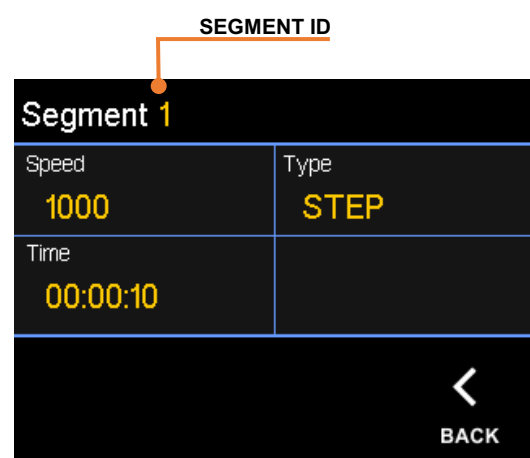 SEGMENT ID
Segment 1
Speed
Type
1000
STEP
Time
00:00:10
BACK